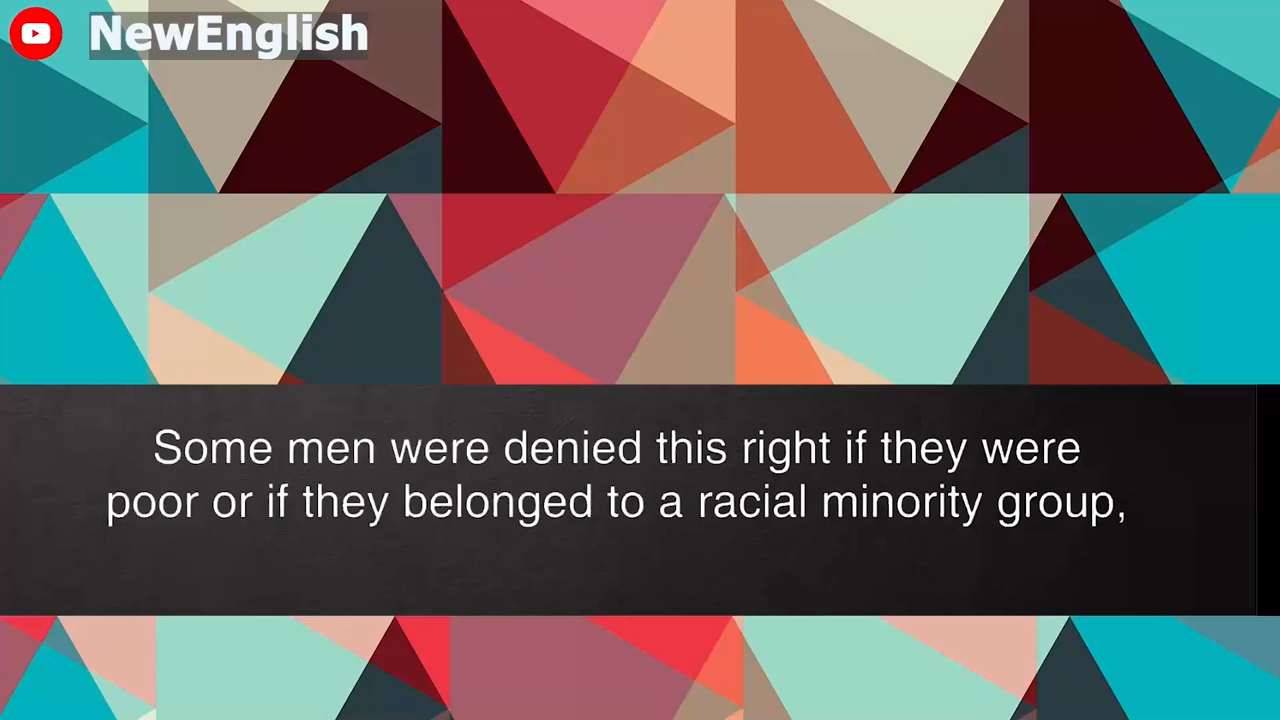 NewEnglish
Some men were denied this right if they were
poor or if they belonged to a racial minority group,